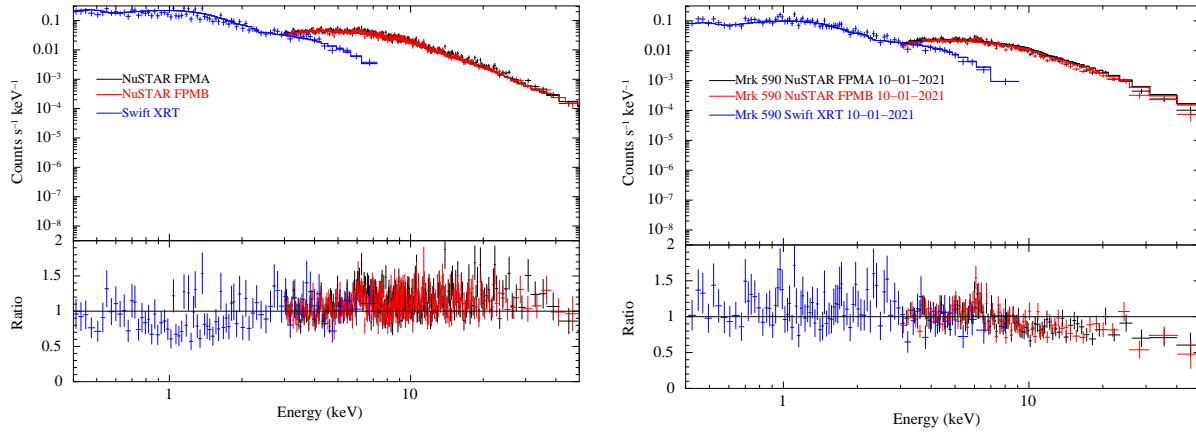 0.1
0.01
10⁻³
10⁻⁴
10⁻⁵
10⁻⁶
10⁻⁷
10⁻⁸
Counts s⁻¹ keV⁻¹
NuSTAR FPMA
NuSTAR FPMB
Swift XRT
2
1.5
1
0.5
0
Ratio
1
10
Energy (keV)
0.1
0.01
10⁻³
10⁻⁴
10⁻⁵
10⁻⁶
10⁻⁷
10⁻⁸
Counts s⁻¹ keV⁻¹
Mrk 590 NuSTAR FPMA 10−01−2021
Mrk 590 NuSTAR FPMB 10−01−2021
Mrk 590 Swift XRT 10−01−2021
2
1.5
1
0.5
0
Ratio
1
10
Energy (keV)